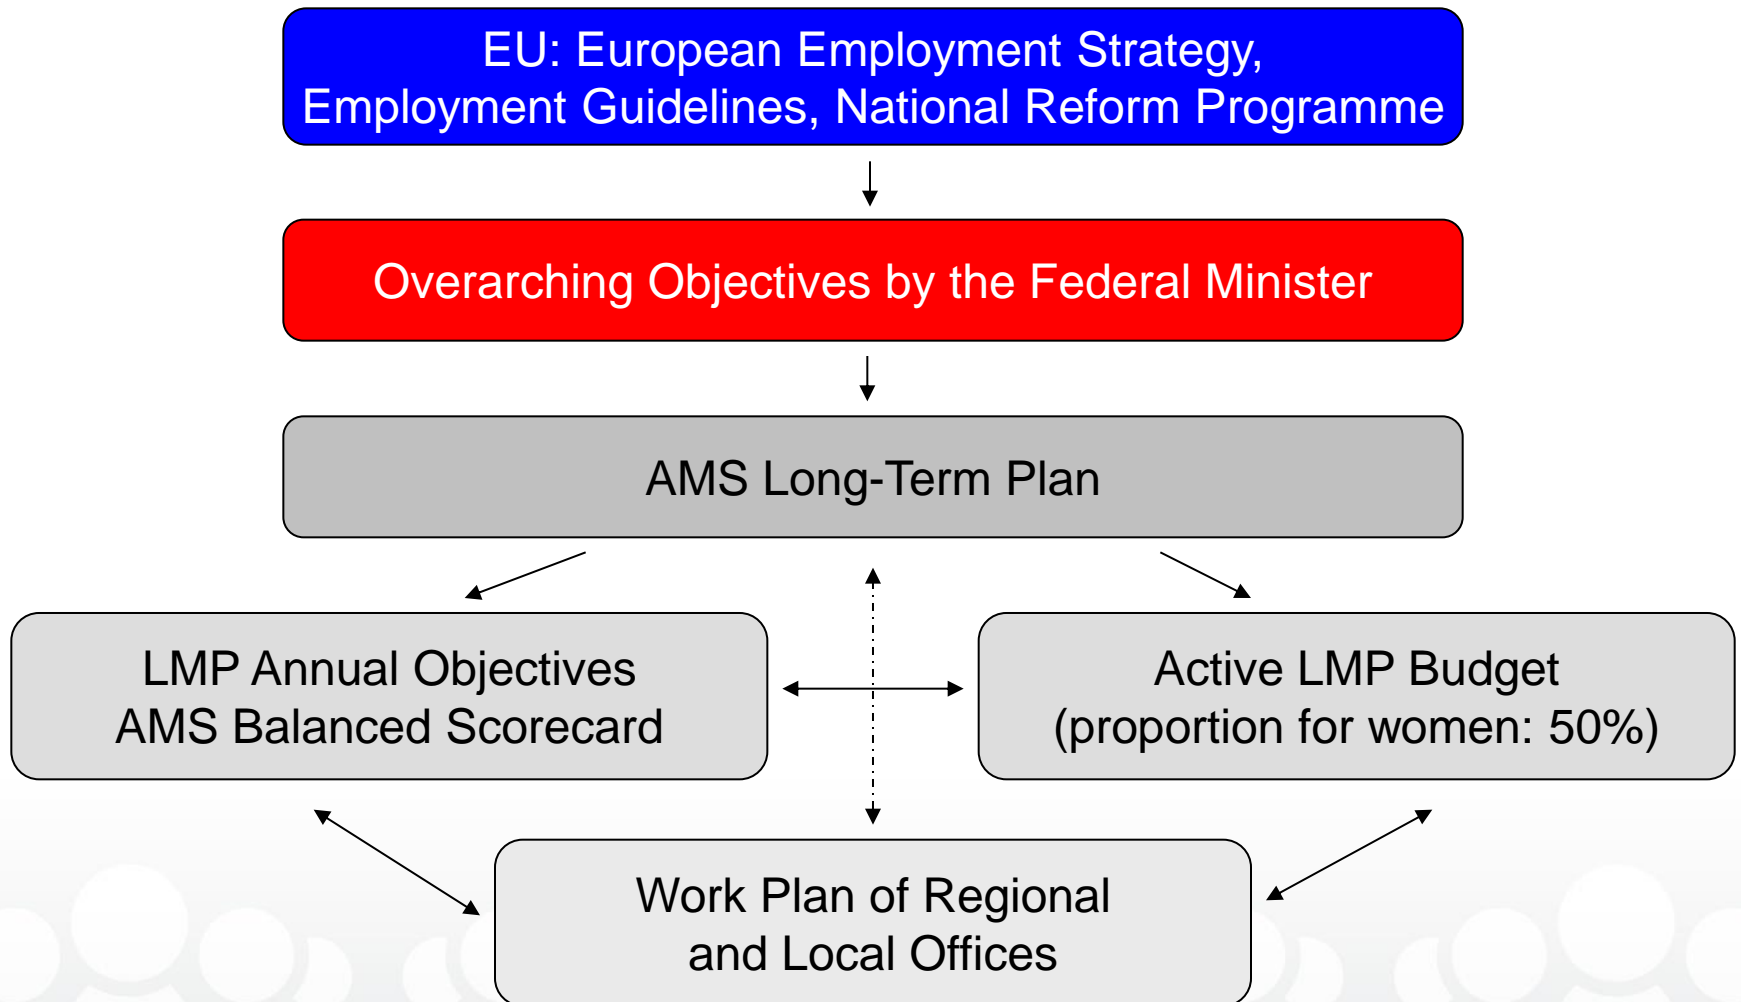 EU: European Employment Strategy,
Employment Guidelines, National Reform Programme
Overarching Objectives by the Federal Minister
AMS Long-Term Plan
LMP Annual Objectives
AMS Balanced Scorecard
Active LMP Budget
(proportion for women: 50%)
Work Plan of Regional
and Local Offices